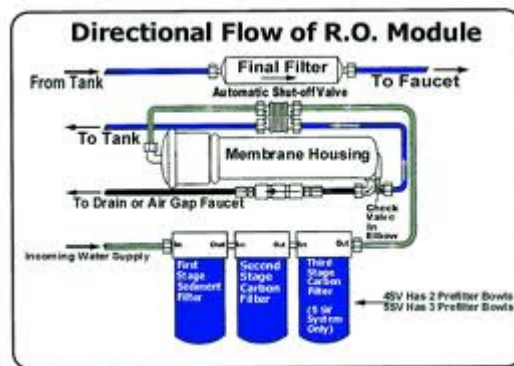 Directional Flow of R.O. Module
Final Filter
From Tank
To Faucet
Automatic Shut-off Valve
To Tank
Membrane Housing
To Drain or Air Gap Faucet
Check
Valve
In
Elbow
Incoming Water Supply
In
Out
In
Out
In
Out
First
Stage
Sediment
Filter
Second
Stage
Carbon
Filter
Third
Stage
Carbon
Filter
(5 SV
System
Only)
4SV Has 2 Prefilter Bowls
5SV Has 3 Prefilter Bowls